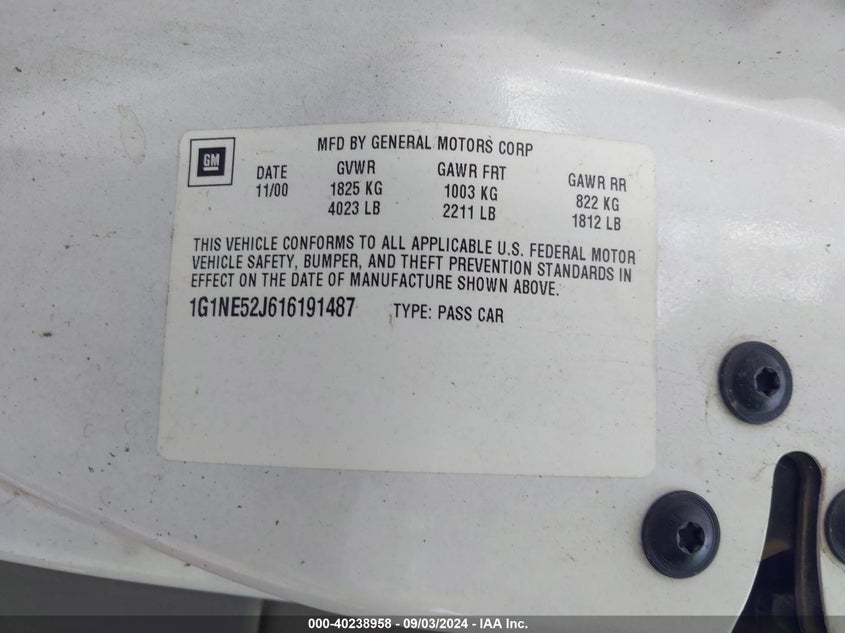 MFD BY GENERAL MOTORS CORP
GM
DATE GVWR GAWR FRT GAWR RR
11/00 1825 KG 1003 KG 822 KG
4023 LB 2211 LB 1812 LB
THIS VEHICLE CONFORMS TO ALL APPLICABLE U.S. FEDERAL MOTOR
VEHICLE SAFETY, BUMPER, AND THEFT PREVENTION STANDARDS IN
EFFECT ON THE DATE OF MANUFACTURE SHOWN ABOVE.
1G1NE52J616191487 TYPE: PASS CAR
000-40238958 - 09/03/2024 - IAA Inc.